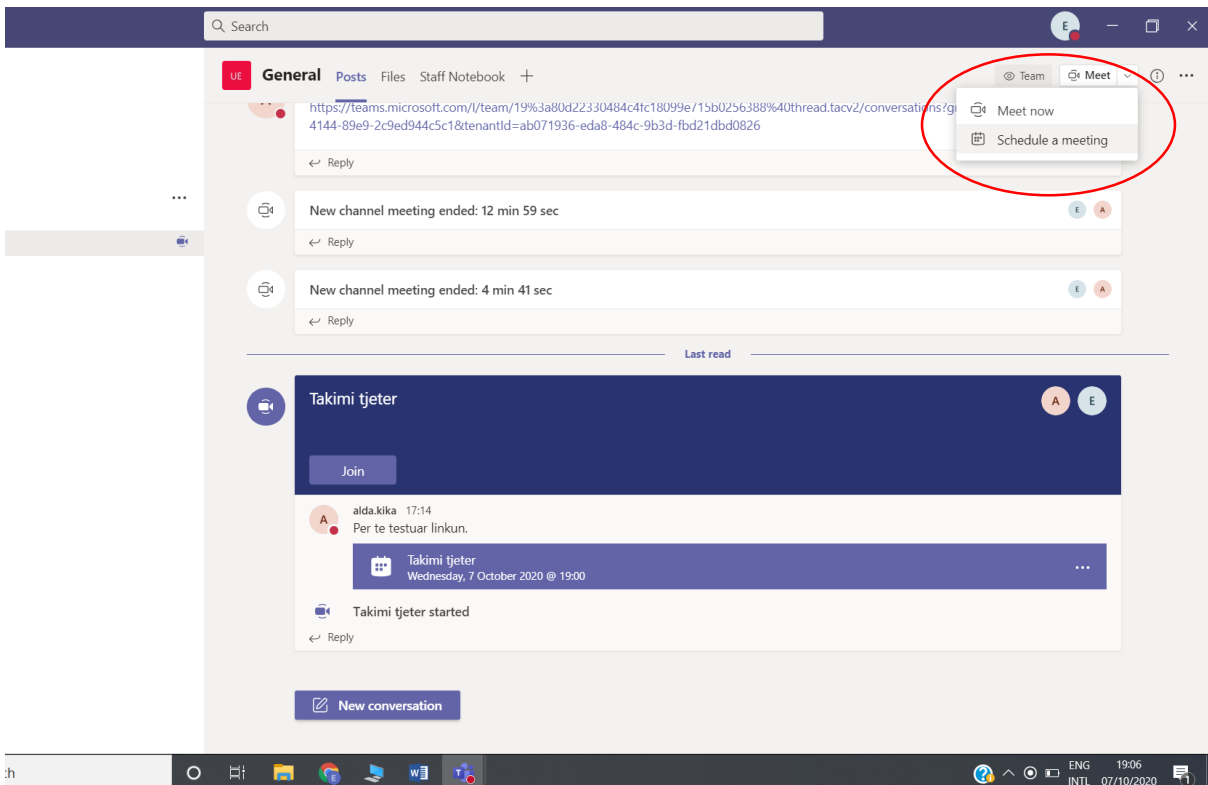 Search
E
UE General Posts Files Staff Notebook
Team Meet
Meet now
Schedule a meeting
https://teams.microsoft.com/l/team/19%3a80d22330484c4fc18099e715b0256388%40thread.tacv2/conversations?g
4144-89e9-2c9ed944c5c1&tenantId=ab071936-eda8-484c-9b3d-fbd21dbd0826
Reply
New channel meeting ended: 12 min 59 sec
E A
Reply
New channel meeting ended: 4 min 41 sec
E A
Reply
Last read
Takimi tjeter
A E
Join
A alda.kika 17:14
Per te testuar linkun.
Takimi tjeter
Wednesday, 7 October 2020 @ 19:00
Takimi tjeter started
Reply
New conversation
ENG 19:06
INTL 07/10/2020
1